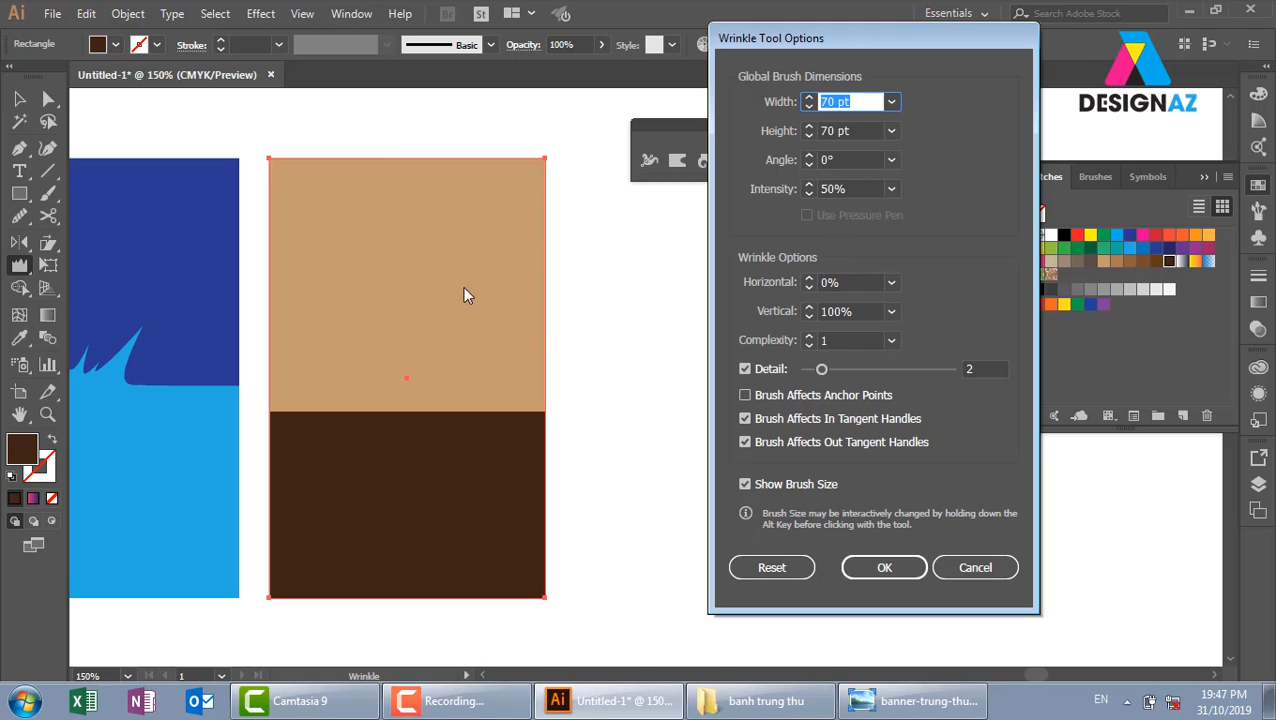 File Edit Object Type Select Effect View Window Help Br St Essentials Search Adobe Stock
Rectangle Stroke: Basic Opacity: 100% Style:
Untitled-1* @ 150% (CMYK/Preview)
DESIGNAZ
Brushes Symbols
Wrinkle Tool Options
Global Brush Dimensions
Width: 70 pt
Height: 70 pt
Angle: 0°
Intensity: 50%
Use Pressure Pen
Wrinkle Options
Horizontal: 0%
Vertical: 100%
Complexity: 1
Detail: 2
Brush Affects Anchor Points
Brush Affects In Tangent Handles
Brush Affects Out Tangent Handles
Show Brush Size
Brush Size may be interactively changed by holding down the
Alt Key before clicking with the tool.
Reset OK Cancel
150% 1 Wrinkle
Camtasia 9 Recording... Untitled-1* @ 150... banh trung thu banner-trung-thu... EN 19:47 PM
31/10/2019